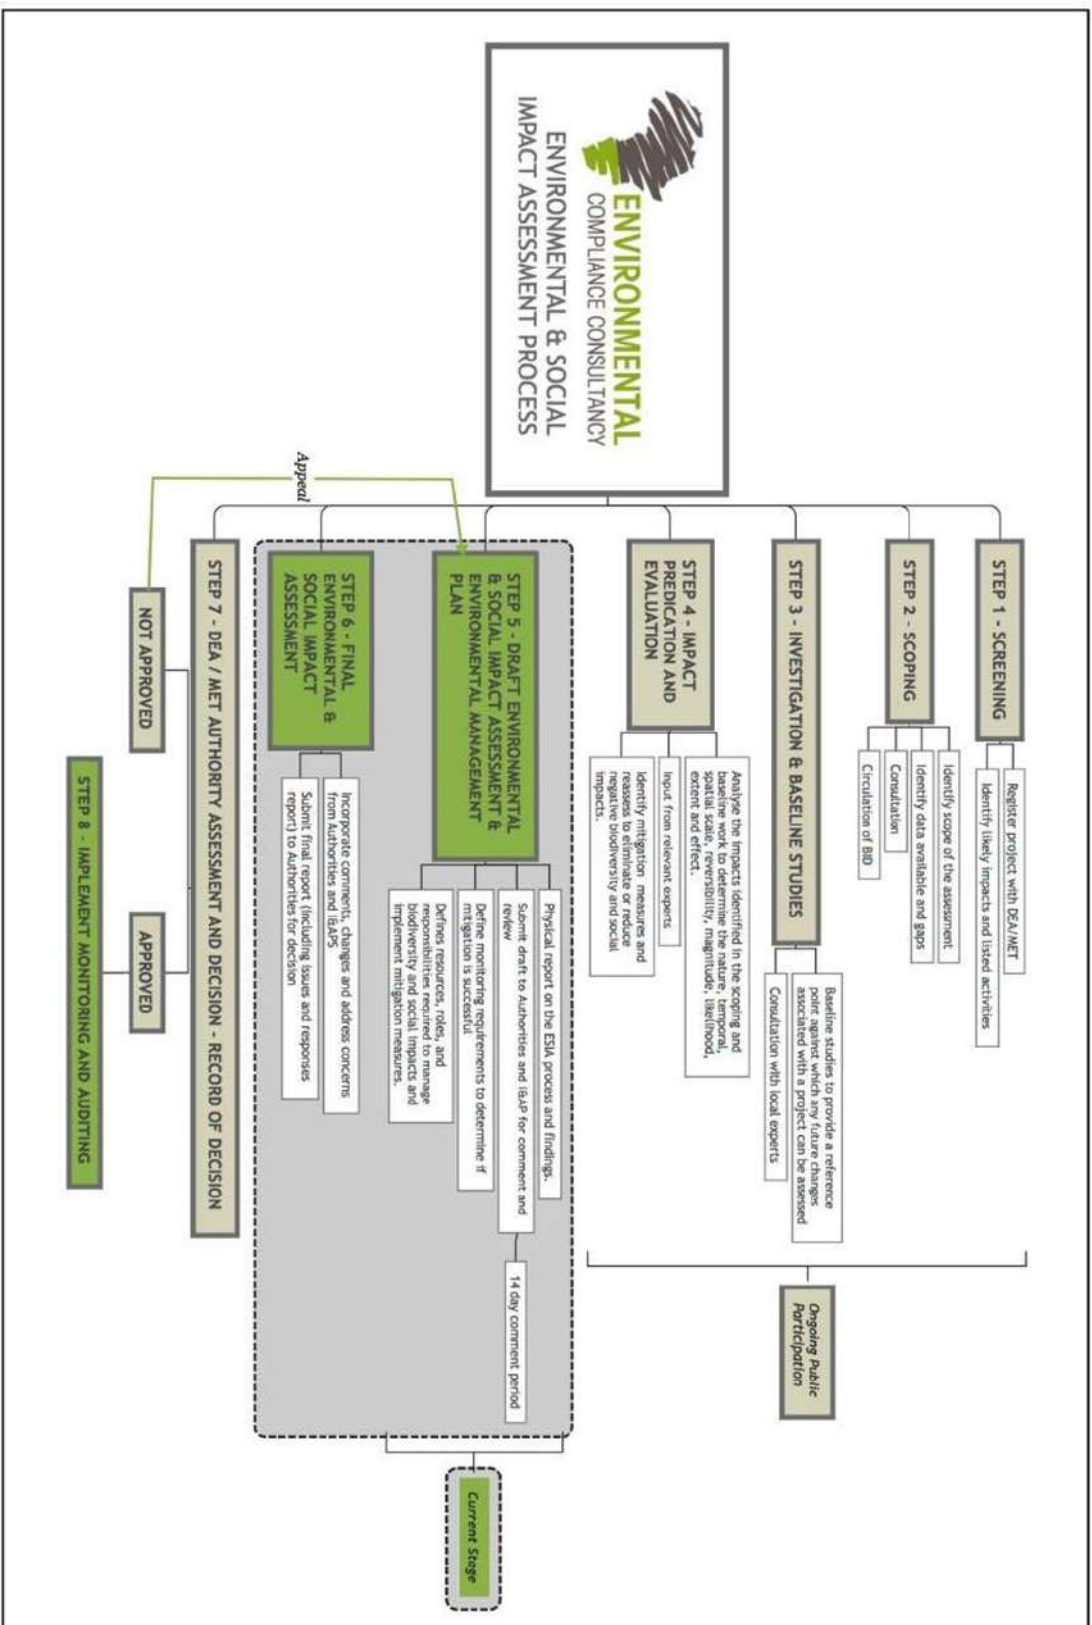 ENVIRONMENTAL
COMPLIANCE CONSULTANCY
ENVIRONMENTAL & SOCIAL
IMPACT ASSESSMENT PROCESS
STEP 1 - SCREENING
Register project with DEA/MET
Identify likely impacts and listed activities
STEP 2 - SCOPING
Identify scope of the assesment
Identify data available and gaps
Consultation
Circulation of BID
STEP 3 - INVESTIGATION & BASELINE STUDIES
Baseline studies to provide a reference
point against which any future changes
associated with a project can be assessed
Consultation with local experts
STEP 4 - IMPACT
PREDICATION AND
EVALUATION
Analyse the impacts identified in the scoping and
baseline work to determine the nature, temporal,
spatial scale, reversibility, magnitude, likelihood,
extent and effect.
Input from relevant experts
Identify mitigation measures and
reassess to eliminate or reduce
negative biodiversity and social
impacts.
Ongoing Public
Participation
STEP 5 - DRAFT ENVIRONMENTAL
& SOCIAL IMPACT ASSESSMENT &
ENVIRONMENTAL MANAGEMENT
PLAN
Physical report on the ESIA process and findings.
Submit draft to Authorities and I&AP for comment and
review
14 day comment period
Define monitoring requirements to determine if
mitigation is successful
Defines resources, roles, and
responsibilities required to manage
biodiversity and social impacts and
implement mitigation measures.
STEP 6 - FINAL
ENVIRONMENTAL &
SOCIAL IMPACT
ASSESSMENT
Incorporate comments, changes and address concerns
from Authorities and I&APS
Submit final report (including issues and responses
report) to Authorities for decision
Current Stage
Appeal
STEP 7 - DEA / MET AUTHORITY ASSESSMENT AND DECISION - RECORD OF DECISION
NOT APPROVED
APPROVED
STEP 8 - IMPLEMENT MONITORING AND AUDITING